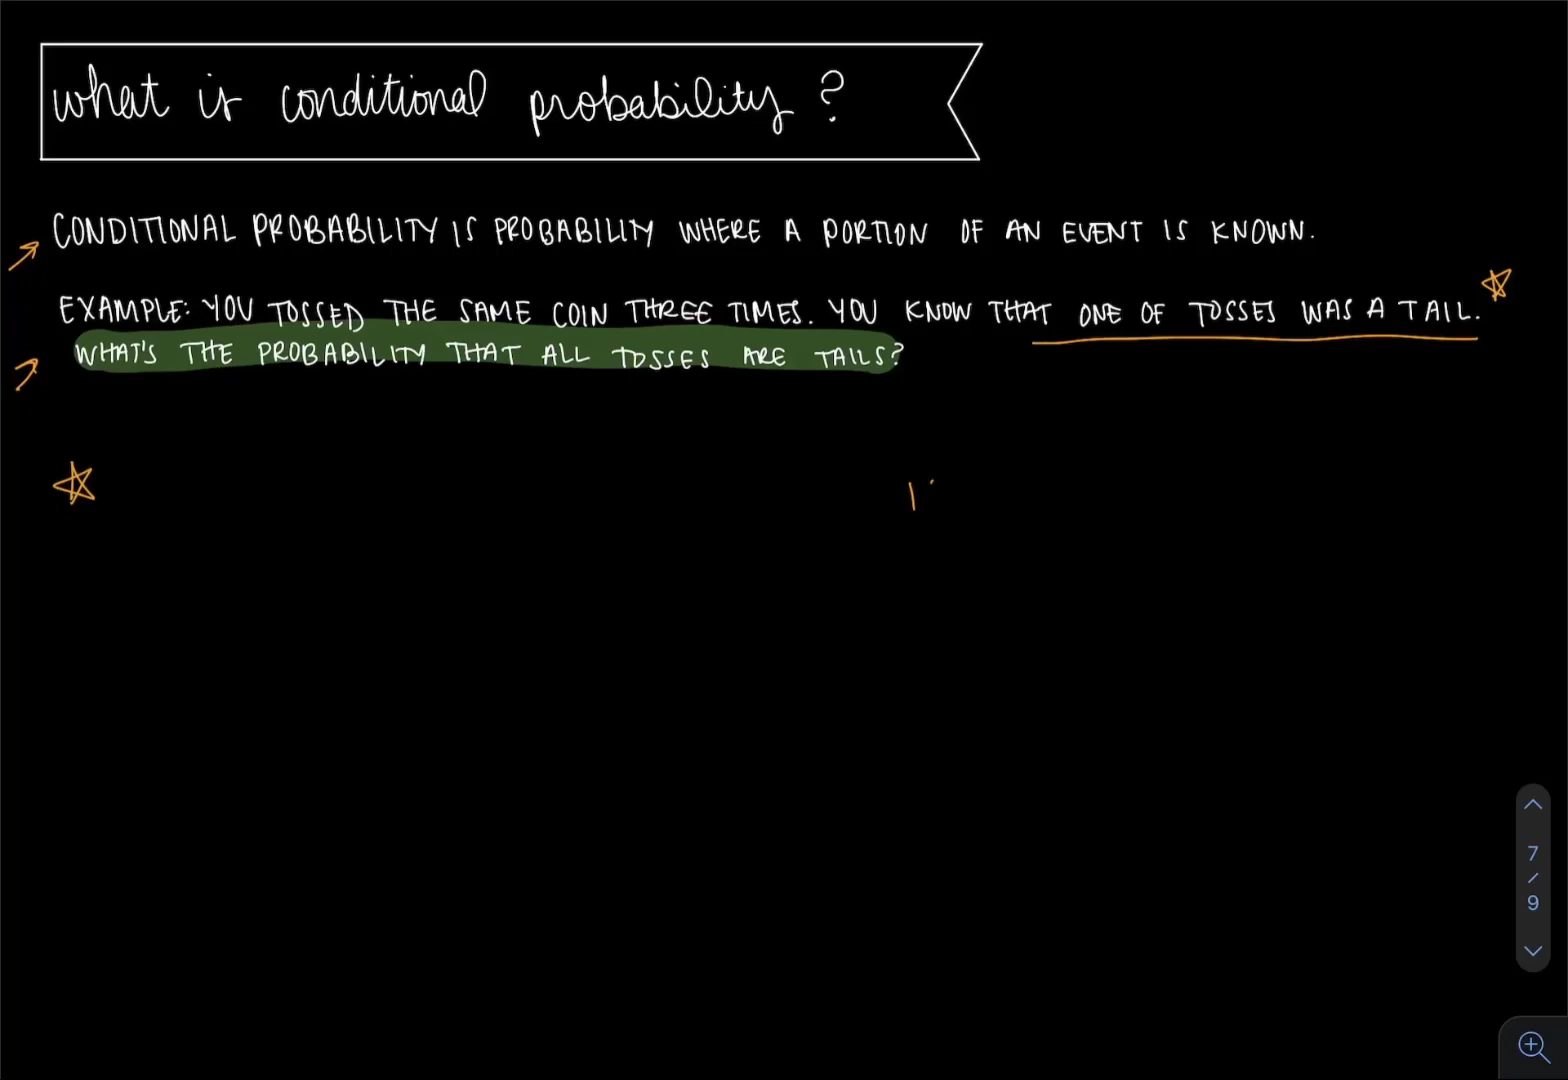 what is conditional probability?
CONDITIONAL PROBABILITY IS PROBABILITY WHERE A PORTION OF AN EVENT IS KNOWN.
EXAMPLE: YOU TOSSED THE SAME COIN THREE TIMES. YOU KNOW THAT ONE OF TOSSES WAS A TAIL.
WHAT'S THE PROBABILITY THAT ALL TOSSES ARE TAILS?
7
/
9